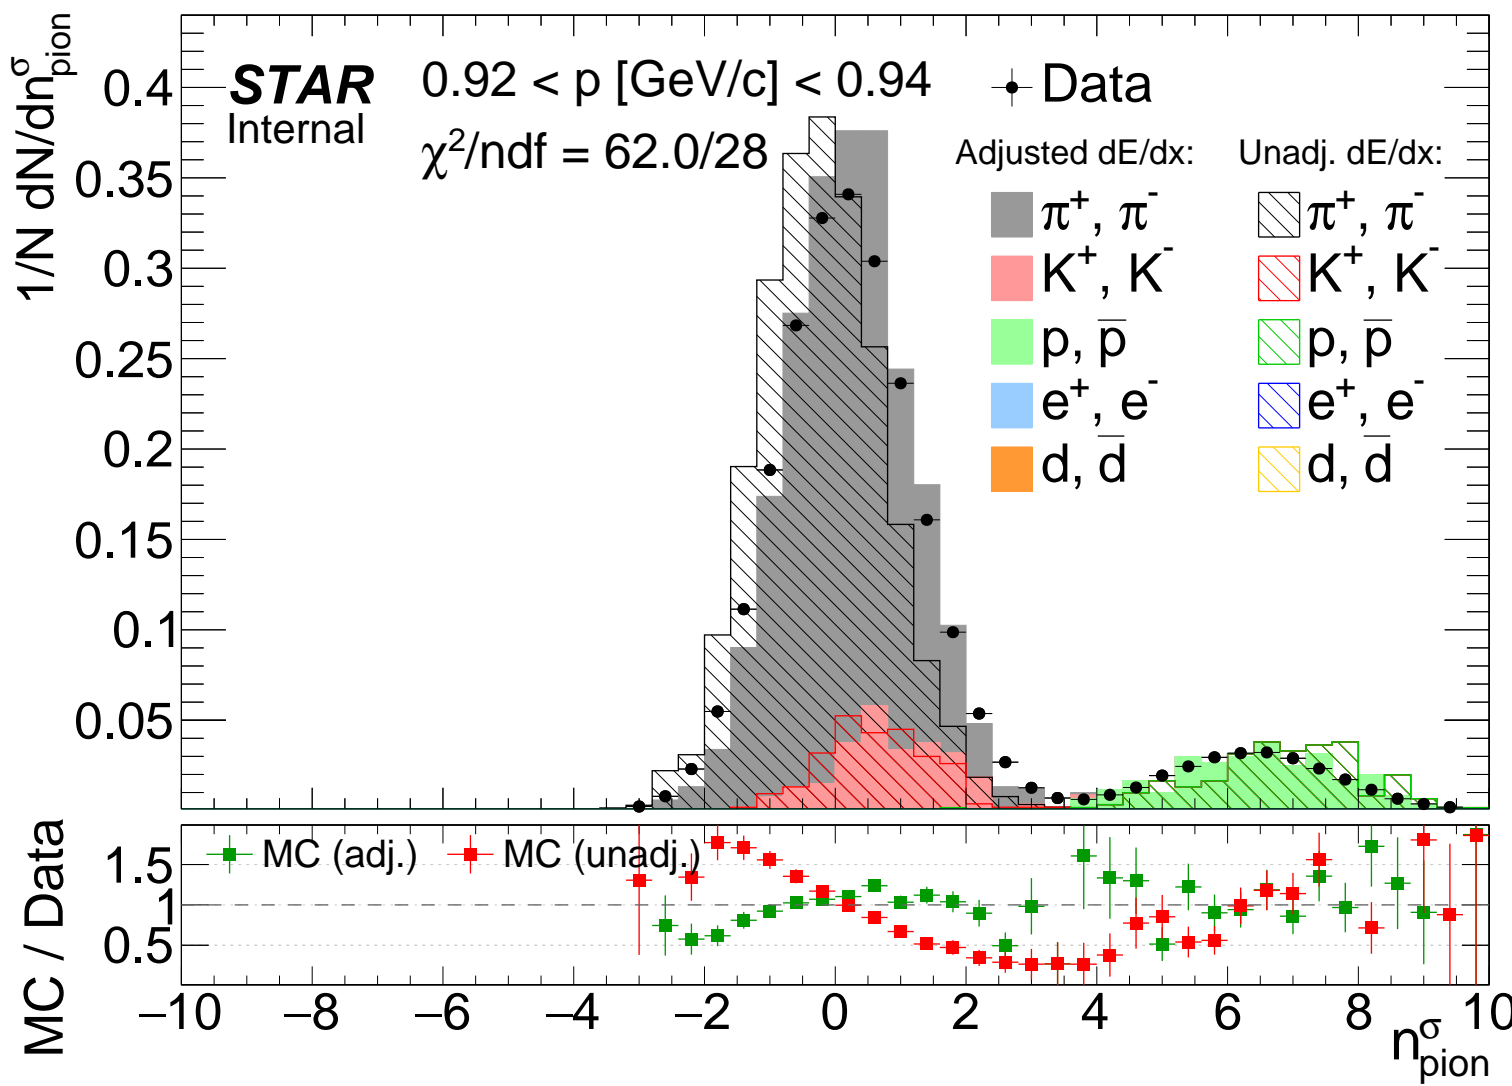 1/N dN/dn^σ_pion
STAR
Internal
0.92 < p [GeV/c] < 0.94
χ²/ndf = 62.0/28
Data
Adjusted dE/dx: Unadj. dE/dx:
π⁺, π⁻ π⁺, π⁻
K⁺, K⁻ K⁺, K⁻
p, p̅ p, p̅
e⁺, e⁻ e⁺, e⁻
d, d̅ d, d̅
0.4
0.35
0.3
0.25
0.2
0.15
0.1
0.05
MC / Data
MC (adj.) MC (unadj.)
1.5
1
0.5
−10 −8 −6 −4 −2 0 2 4 6 8 10
n^σ_pion